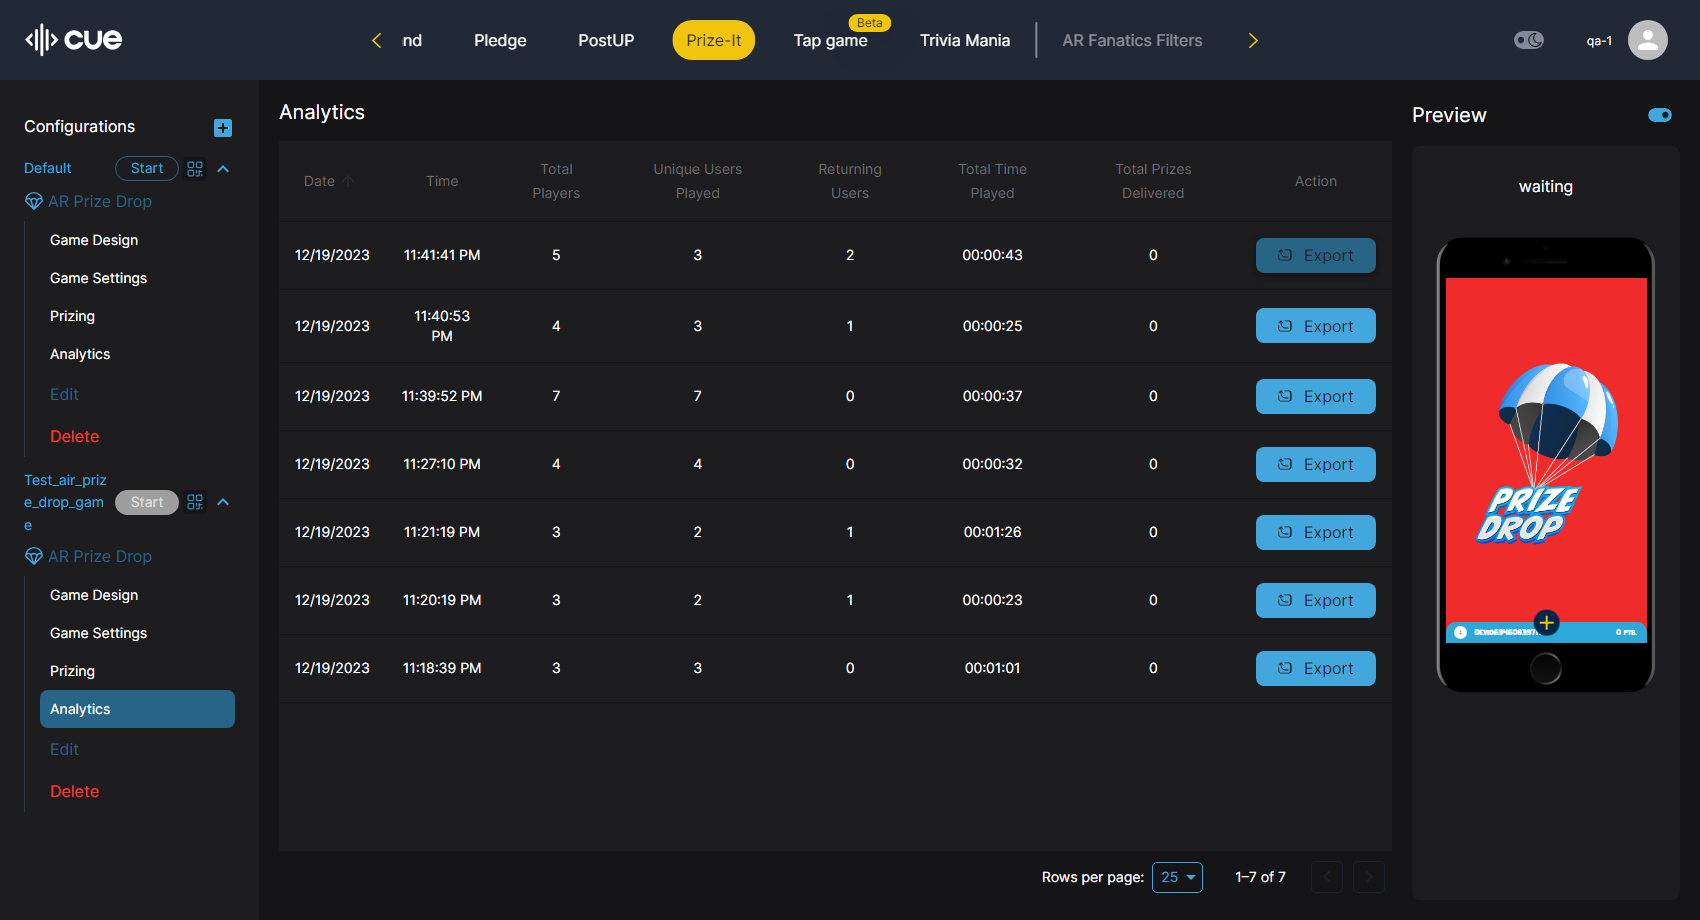 cue
nd
Pledge
PostUP
Prize-It
Beta
Tap game
Trivia Mania
AR Fanatics Filters
qa-1
Configurations
Default
Start
AR Prize Drop
Game Design
Game Settings
Prizing
Analytics
Edit
Delete
Test_air_priz
e_drop_gam
e
Start
AR Prize Drop
Game Design
Game Settings
Prizing
Analytics
Edit
Delete
Analytics
Date
Time
Total
Players
Unique Users
Played
Returning
Users
Total Time
Played
Total Prizes
Delivered
Action
12/19/2023 11:41:41 PM 5 3 2 00:00:43 0 Export
12/19/2023 11:40:53
PM 4 3 1 00:00:25 0 Export
12/19/2023 11:39:52 PM 7 7 0 00:00:37 0 Export
12/19/2023 11:27:10 PM 4 4 0 00:00:32 0 Export
12/19/2023 11:21:19 PM 3 2 1 00:01:26 0 Export
12/19/2023 11:20:19 PM 3 2 1 00:00:23 0 Export
12/19/2023 11:18:39 PM 3 3 0 00:01:01 0 Export
Rows per page: 25 1–7 of 7
Preview
waiting
PRIZE
DROP
0 PTS.